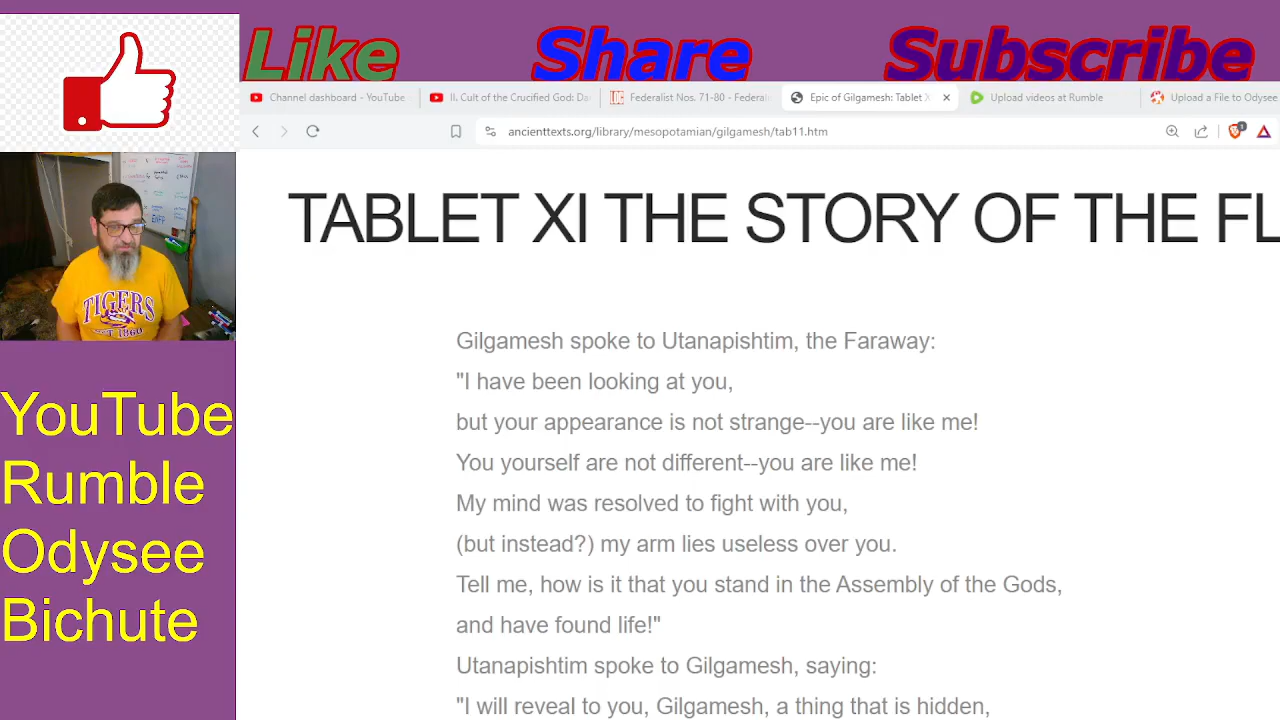 Like Share Subscribe
Channel dashboard - YouTube
II. Cult of the Crucified God: Da
Federalist Nos. 71-80 - Federal
Epic of Gilgamesh: Tablet X
Upload videos at Rumble
Upload a File to Odysee
ancienttexts.org/library/mesopotamian/gilgamesh/tab11.htm
1
TABLET XI THE STORY OF THE FL
TIGERS
YouTube
Rumble
Odysee
Bichute
Gilgamesh spoke to Utanapishtim, the Faraway:
"I have been looking at you,
but your appearance is not strange--you are like me!
You yourself are not different--you are like me!
My mind was resolved to fight with you,
(but instead?) my arm lies useless over you.
Tell me, how is it that you stand in the Assembly of the Gods,
and have found life!"
Utanapishtim spoke to Gilgamesh, saying:
"I will reveal to you, Gilgamesh, a thing that is hidden,